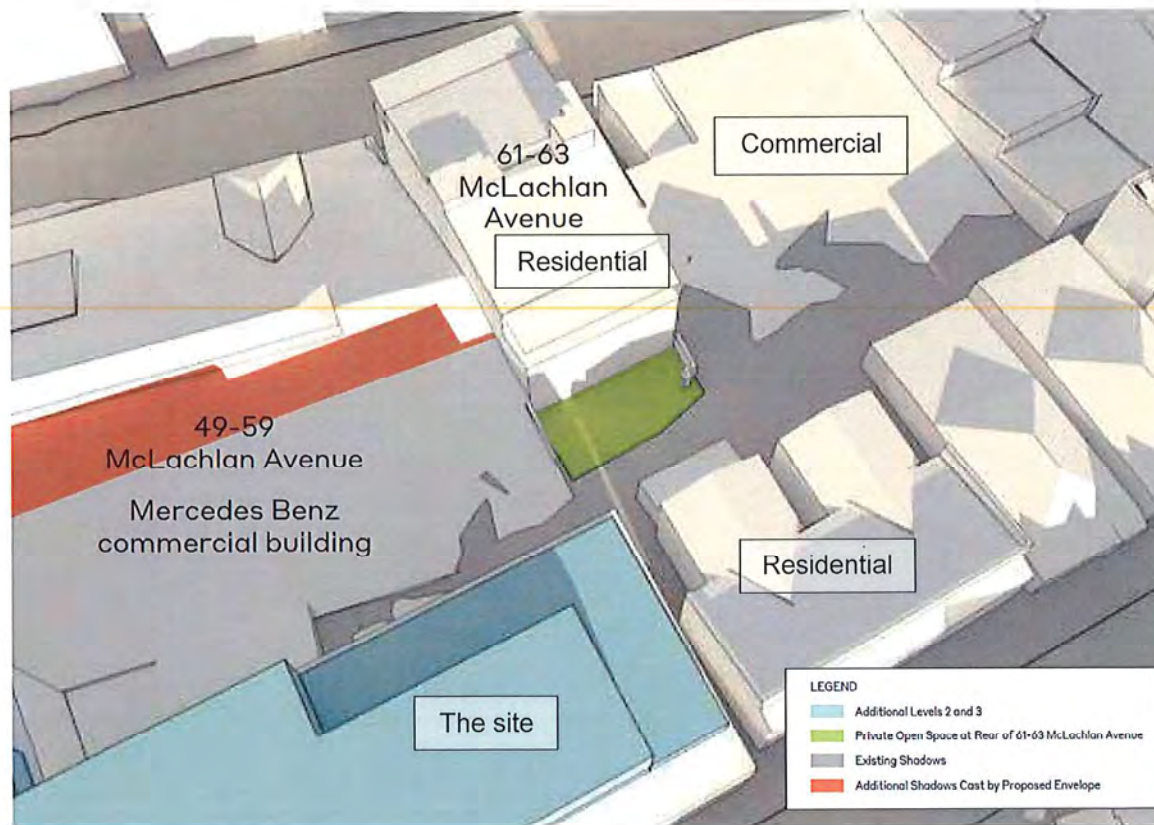 Commercial
61-63
McLachlan
Avenue
Residential
49-59
McLachlan Avenue
Mercedes Benz
commercial building
Residential
The site
LEGEND
Additional Levels 2 and 3
Private Open Space at Rear of 61-63 McLachlan Avenue
Existing Shadows
Additional Shadows Cast by Proposed Envelope